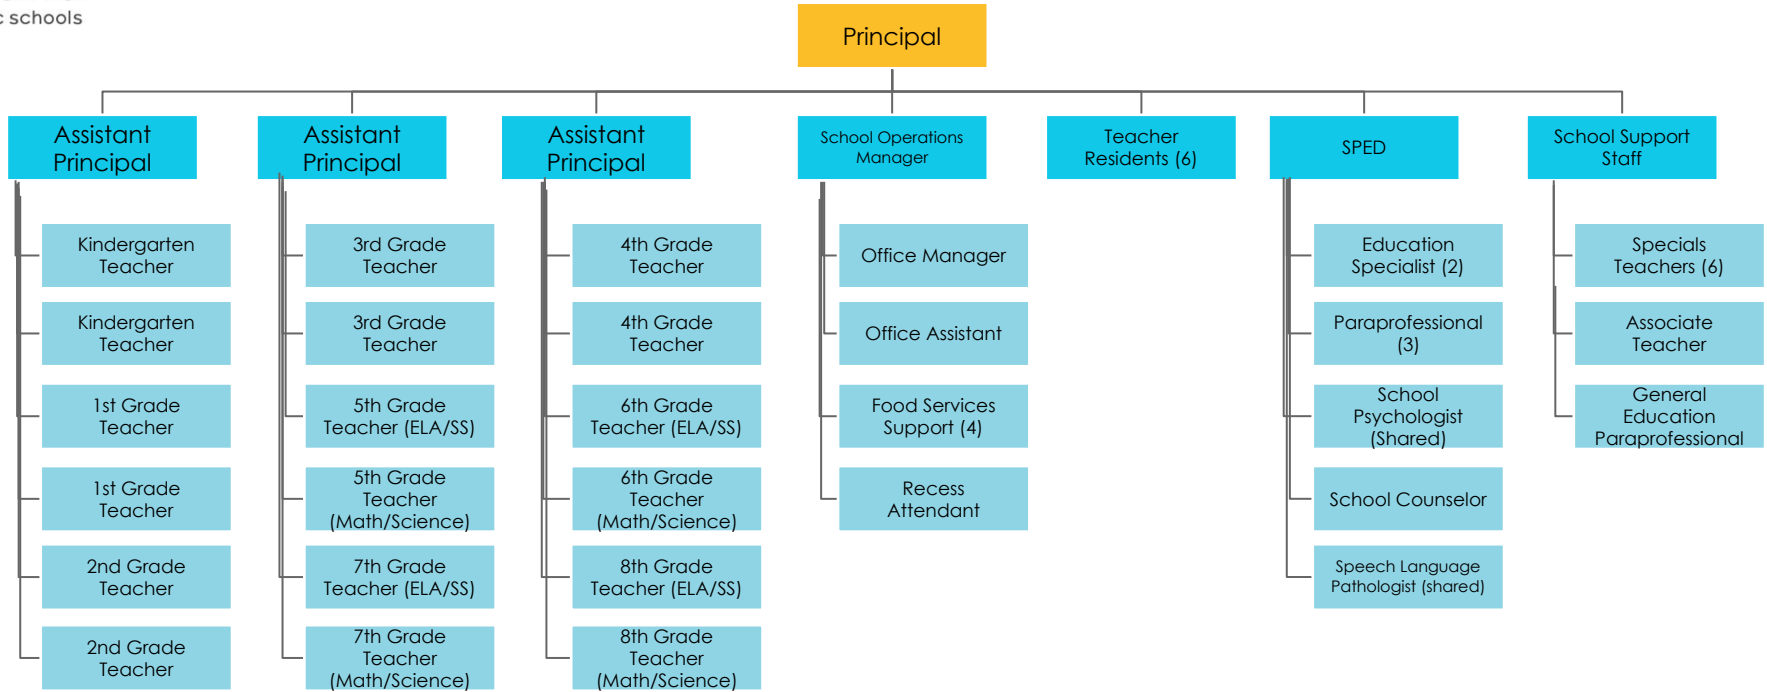 c schools
Principal
Assistant
Principal
Assistant
Principal
Assistant
Principal
School Operations
Manager
Teacher
Residents (6)
SPED
School Support
Staff
Kindergarten
Teacher
Kindergarten
Teacher
1st Grade
Teacher
1st Grade
Teacher
2nd Grade
Teacher
2nd Grade
Teacher
3rd Grade
Teacher
3rd Grade
Teacher
5th Grade
Teacher (ELA/SS)
5th Grade
Teacher
(Math/Science)
7th Grade
Teacher (ELA/SS)
7th Grade
Teacher
(Math/Science)
4th Grade
Teacher
4th Grade
Teacher
6th Grade
Teacher (ELA/SS)
6th Grade
Teacher
(Math/Science)
8th Grade
Teacher (ELA/SS)
8th Grade
Teacher
(Math/Science)
Office Manager
Office Assistant
Food Services
Support (4)
Recess
Attendant
Education
Specialist (2)
Paraprofessional
(3)
School
Psychologist
(Shared)
School Counselor
Speech Language
Pathologist (shared)
Specials
Teachers (6)
Associate
Teacher
General
Education
Paraprofessional